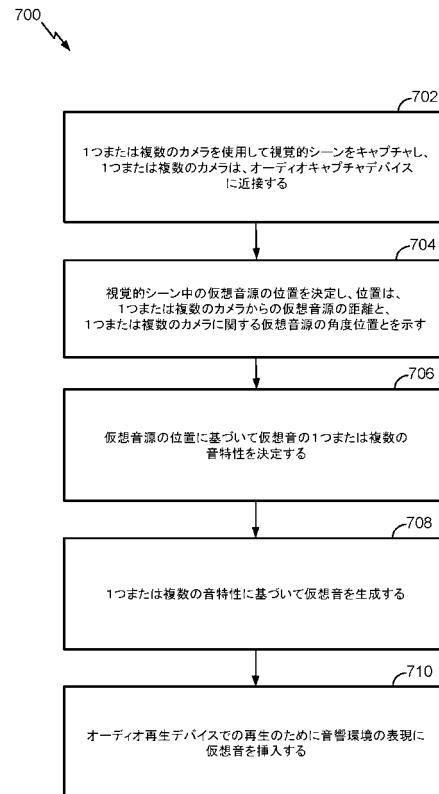 700
702
1つまたは複数のカメラを使用して視覚的シーンをキャプチャし、
1つまたは複数のカメラは、オーディオキャプチャデバイス
に近接する
704
視覚的シーン中の仮想音源の位置を決定し、位置は、
1つまたは複数のカメラからの仮想音源の距離と、
1つまたは複数のカメラに関する仮想音源の角度位置とを示す
706
仮想音源の位置に基づいて仮想音の1つまたは複数の
音特性を決定する
708
1つまたは複数の音特性に基づいて仮想音を生成する
710
オーディオ再生デバイスでの再生のために音響環境の表現に
仮想音を挿入する